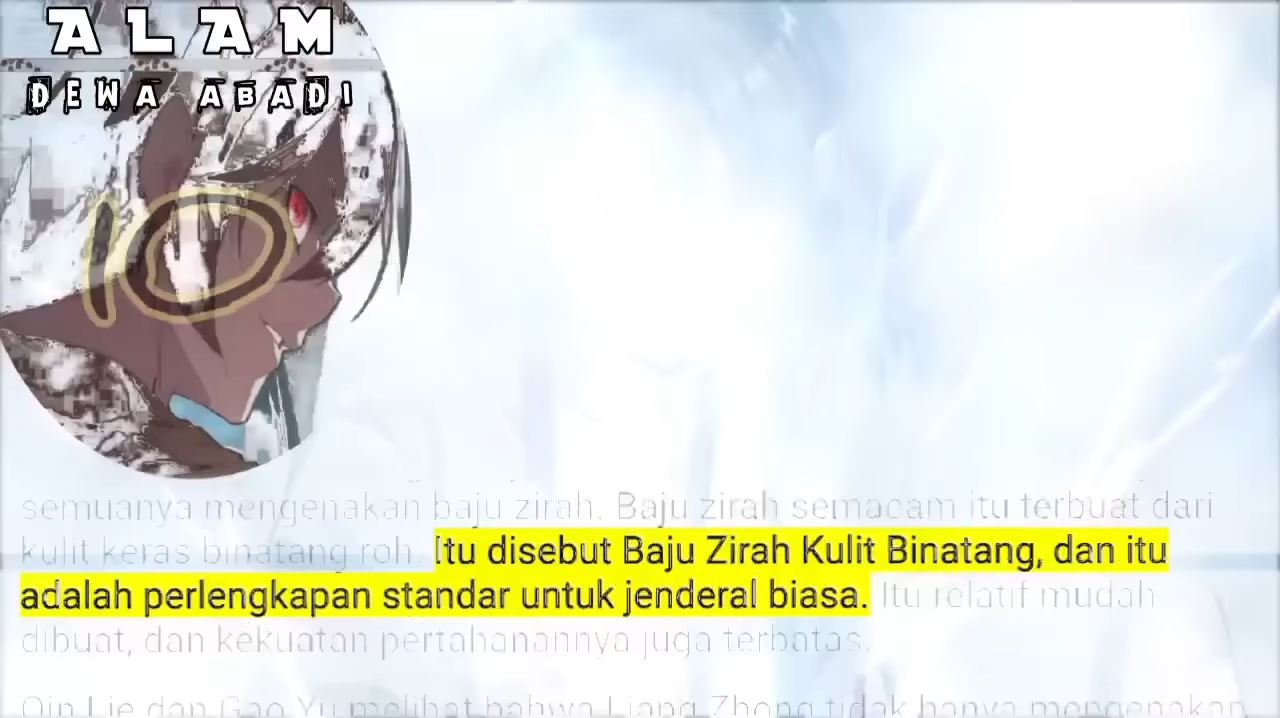 ALAM
DEWA ABADI
10
semuanya mengenakan baju zirah. Baju zirah semacam itu terbuat dari
kulit keras binatang roh. Itu disebut Baju Zirah Kulit Binatang, dan itu
adalah perlengkapan standar untuk jenderal biasa. Itu relatif mudah
dibuat, dan kekuatan pertahanannya juga terbatas.
Qin Lie dan Gao Yu melihat bahwa Liang Zhong tidak hanya mengenakan